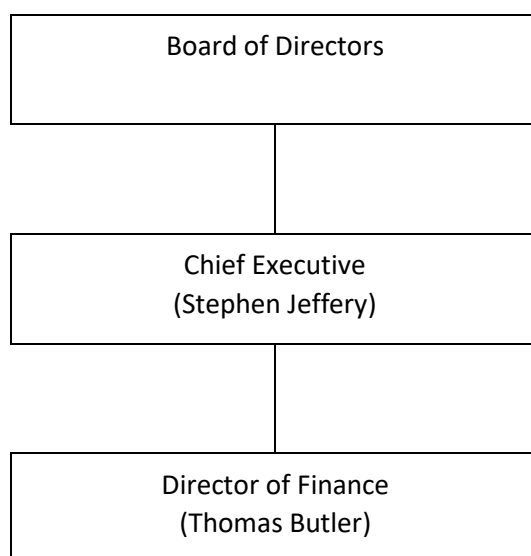 Board of Directors
Chief Executive
(Stephen Jeffery)
Director of Finance
(Thomas Butler)